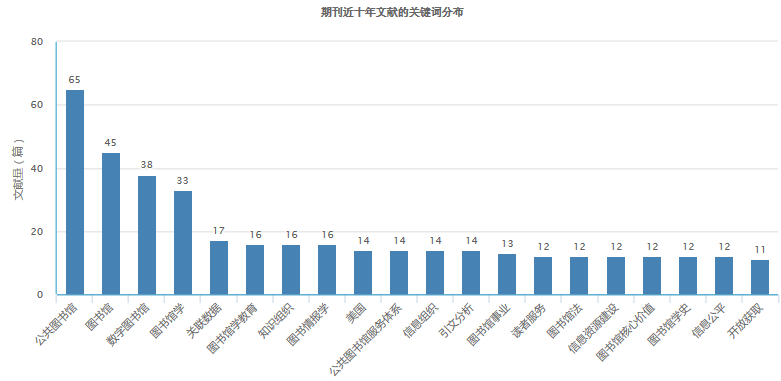 期刊近十年文献的关键词分布
文献量（篇）
80
60
40
20
0
65
45
38
33
17
16
16
16
14
14
14
14
13
12
12
12
12
12
12
11
公共图书馆
图书馆
数字图书馆
图书馆学
关联数据
图书馆学教育
知识组织
图书情报学
美国
公共图书馆服务体系
信息组织
引文分析
图书馆事业
读者服务
图书馆法
信息资源建设
图书馆核心价值
图书馆学史
信息公平
开放获取